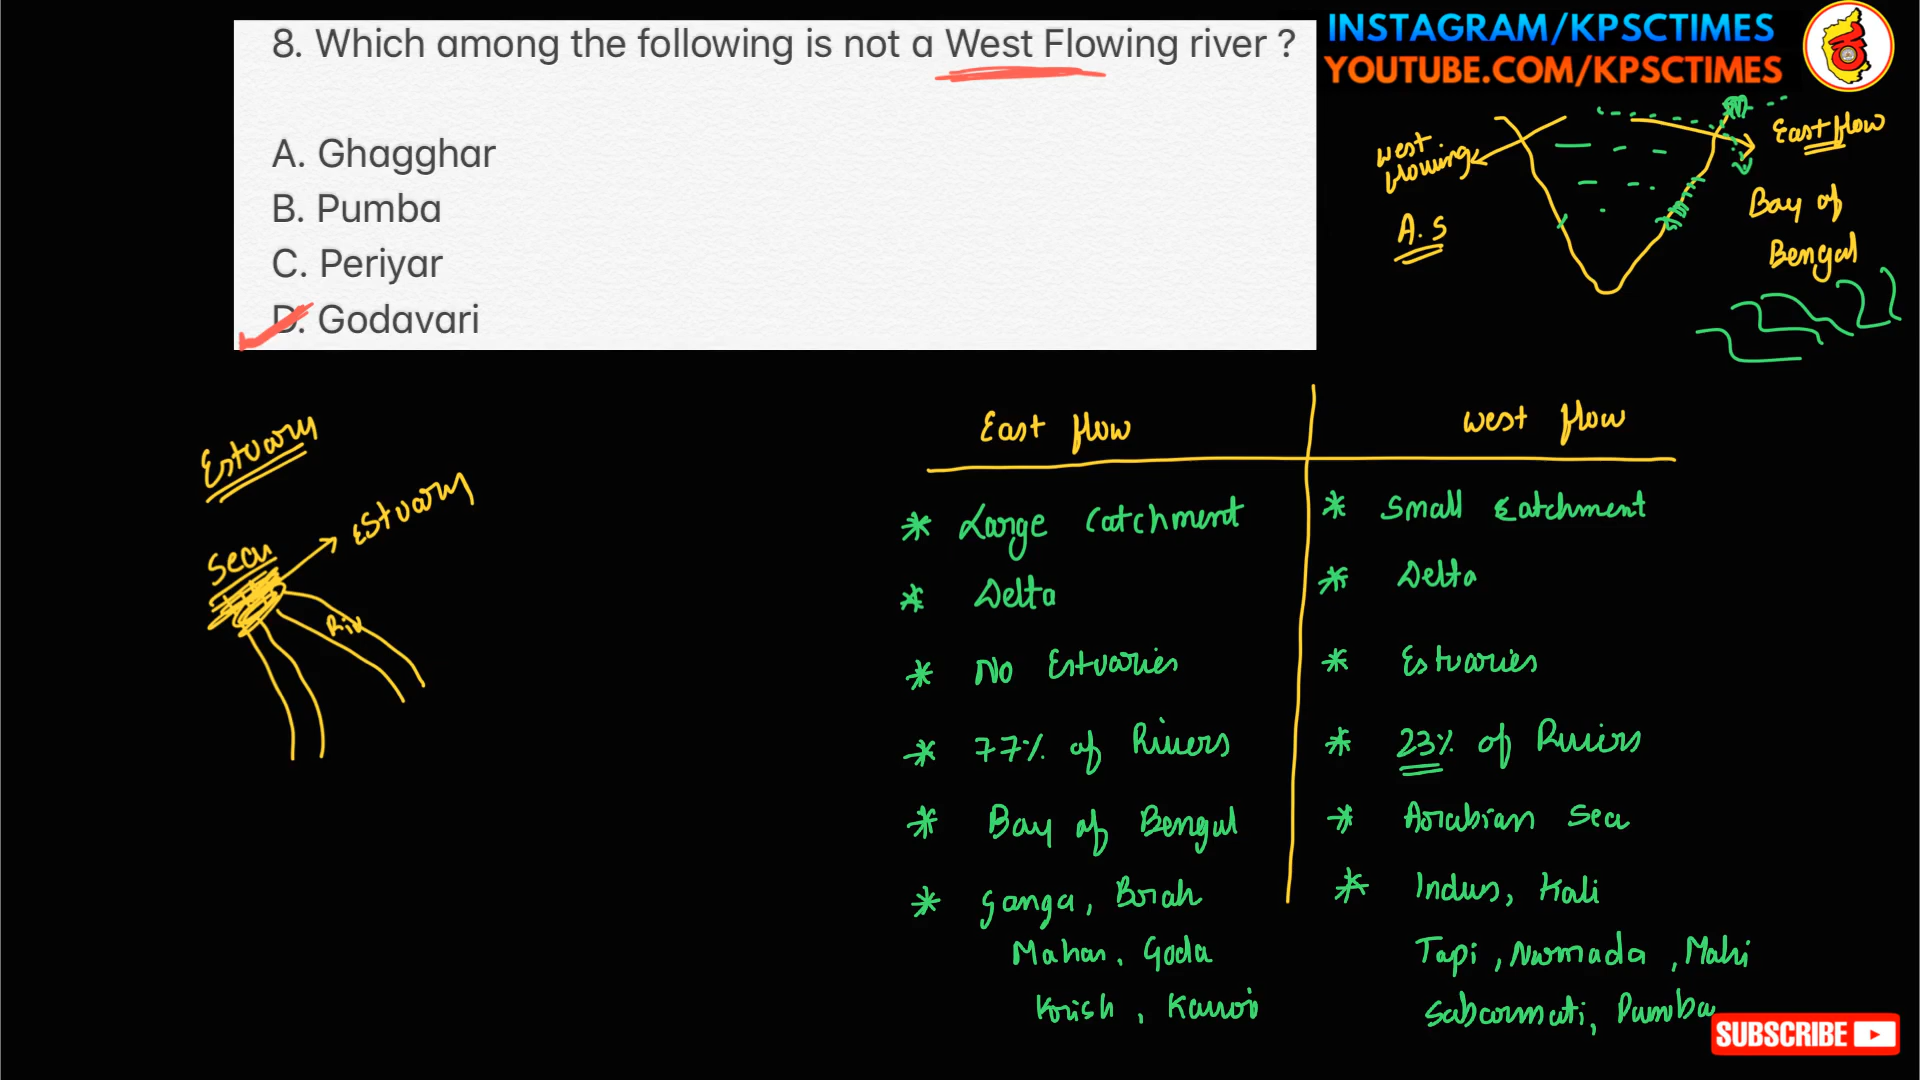 8. Which among the following is not a West Flowing river ?
A. Ghagghar
B. Pumba
C. Periyar
D. Godavari
INSTAGRAM/KPSCTIMES
YOUTUBE.COM/KPSCTIMES
West
flowing
A.S
East flow
Bay of
Bengal
Estuary
Sea
Estuary
Riv
East flow
* Large Catchment
* Delta
* No Estuaries
* 77% of Rivers
* Bay of Bengal
* Ganga, Brah
Mahan, Goda
Krish, Kauvi
West flow
* Small Catchment
* Delta
* Estuaries
* 23% of Rivers
* Arabian Sea
* Indus, Kali
Tapi, Narmada, Mahi
Sabarmati, Pumba
SUBSCRIBE